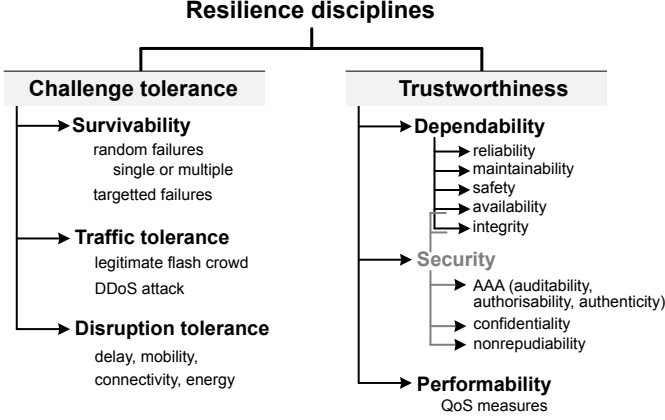 Resilience disciplines
Challenge tolerance
Survivability
random failures
single or multiple
targetted failures
Traffic tolerance
legitimate flash crowd
DDoS attack
Disruption tolerance
delay, mobility,
connectivity, energy
Trustworthiness
Dependability
reliability
maintainability
safety
availability
integrity
Security
AAA (auditability,
authorisability, authenticity)
confidentiality
nonrepudiability
Performability
QoS measures